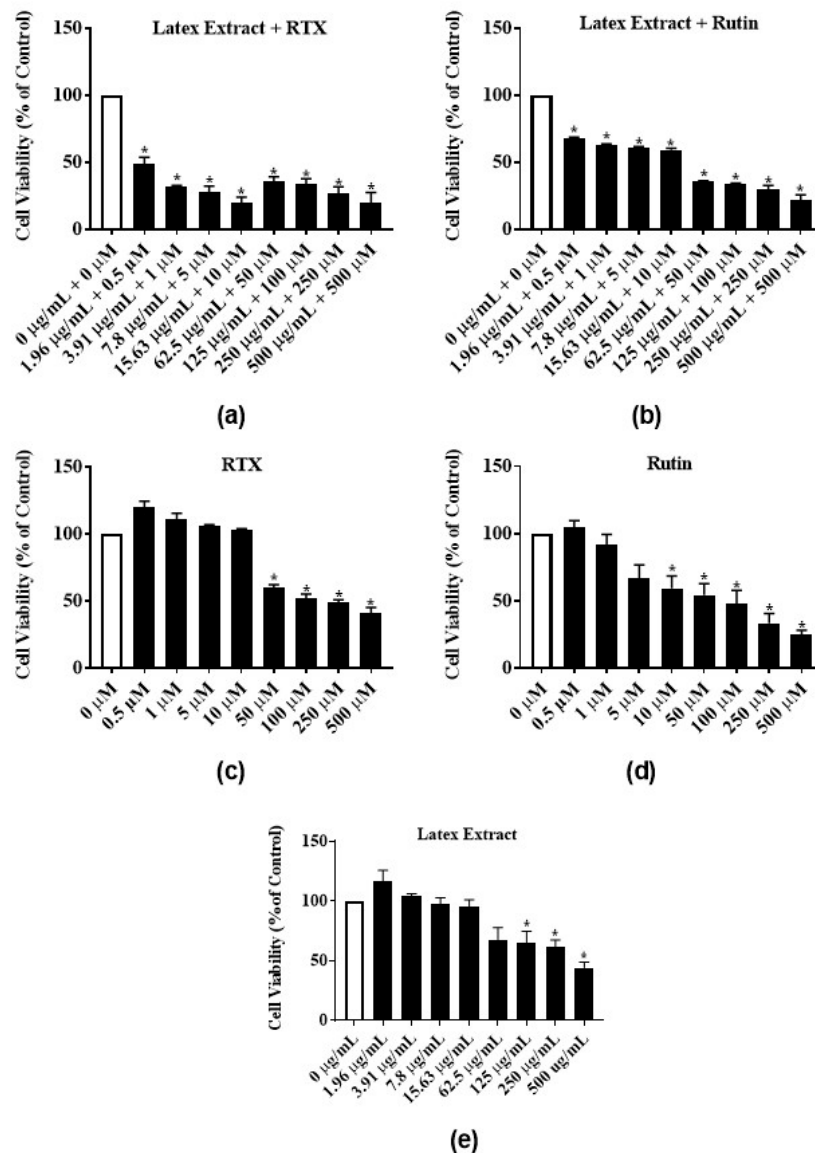 Latex Extract + RTX
Cell Viability (% of Control)
150
100
50
0
* * * * * * * *
0 µg/mL + 0 µM
1.96 µg/mL + 0.5 µM
3.91 µg/mL + 1 µM
7.8 µg/mL + 5 µM
15.63 µg/mL + 10 µM
62.5 µg/mL + 50 µM
125 µg/mL + 100 µM
250 µg/mL + 250 µM
500 µg/mL + 500 µM
(a)
Latex Extract + Rutin
Cell Viability (% of Control)
150
100
50
0
* * * * * * * *
0 µg/mL + 0 µM
1.96 µg/mL + 0.5 µM
3.91 µg/mL + 1 µM
7.8 µg/mL + 5 µM
15.63 µg/mL + 10 µM
62.5 µg/mL + 50 µM
125 µg/mL + 100 µM
250 µg/mL + 250 µM
500 µg/mL + 500 µM
(b)
RTX
Cell Viability (% of Control)
150
100
50
0
* * * *
0 µM
0.5 µM
1 µM
5 µM
10 µM
50 µM
100 µM
250 µM
500 µM
(c)
Rutin
Cell Viability (% of Control)
150
100
50
0
* * * * *
0 µM
0.5 µM
1 µM
5 µM
10 µM
50 µM
100 µM
250 µM
500 µM
(d)
Latex Extract
Cell Viability (%of Control)
150
100
50
0
* * *
0 µg/mL
1.96 µg/mL
3.91 µg/mL
7.8 µg/mL
15.63 µg/mL
62.5 µg/mL
125 µg/mL
250 µg/mL
500 ug/mL
(e)